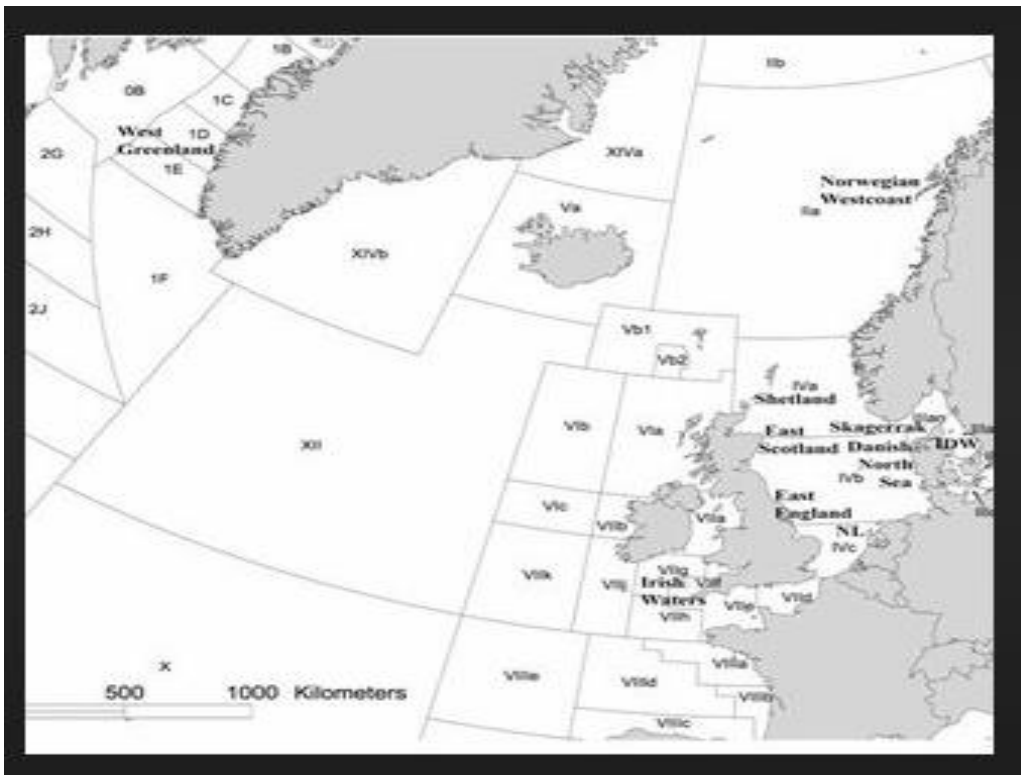 1B
IIb
0B
1C
West
1D
Greenland
1E
2G
XIVa
Norwegian
Westcoast
IIa
Va
2H
XIVb
1F
2J
Vb1
Vb2
IVa
Shetland
VIb
VIa
Skagerrak
East
Scotland
Danish
IDW
XII
North
IVb
Sea
VIc
East
England
VIIb
VIIa
NL
IVc
VIIk
VIIj
VIIg
Irish
VIIf
Waters
VIIe
VIId
VIIh
X
VIIIe
VIIId
VIIIa
VIIIb
500 1000 Kilometers
VIIIc